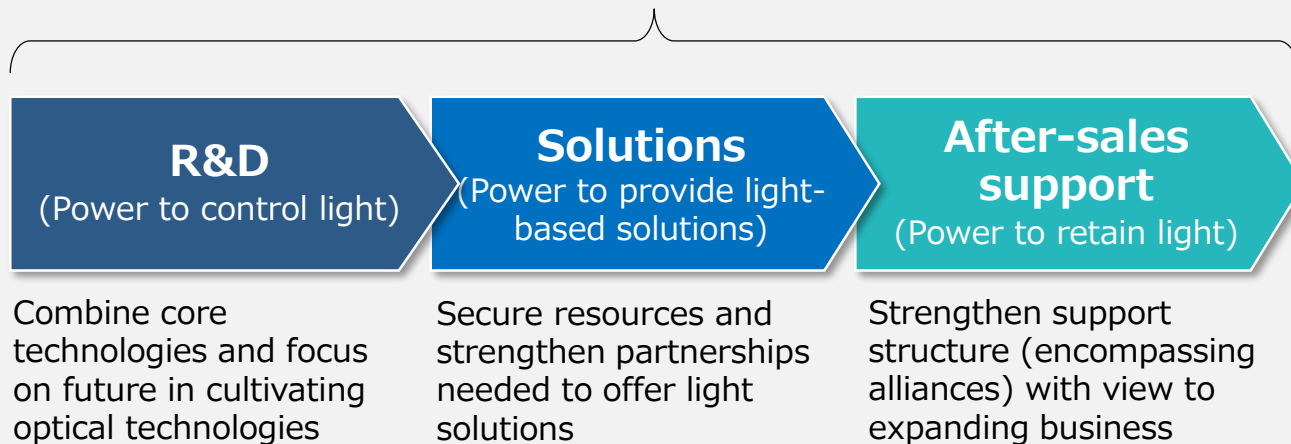 R&D
(Power to control light)
Solutions
(Power to provide light-
based solutions)
After-sales
support
(Power to retain light)
Combine core
technologies and focus
on future in cultivating
optical technologies
Secure resources and
strengthen partnerships
needed to offer light
solutions
Strengthen support
structure (encompassing
alliances) with view to
expanding business